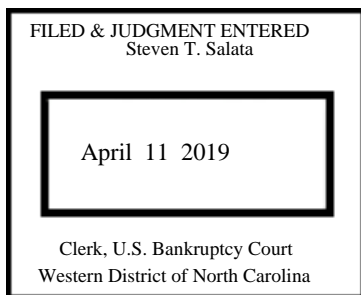 FILED & JUDGMENT ENTERED
Steven T. Salata
April 11 2019
Clerk, U.S. Bankruptcy Court
Western District of North Carolina